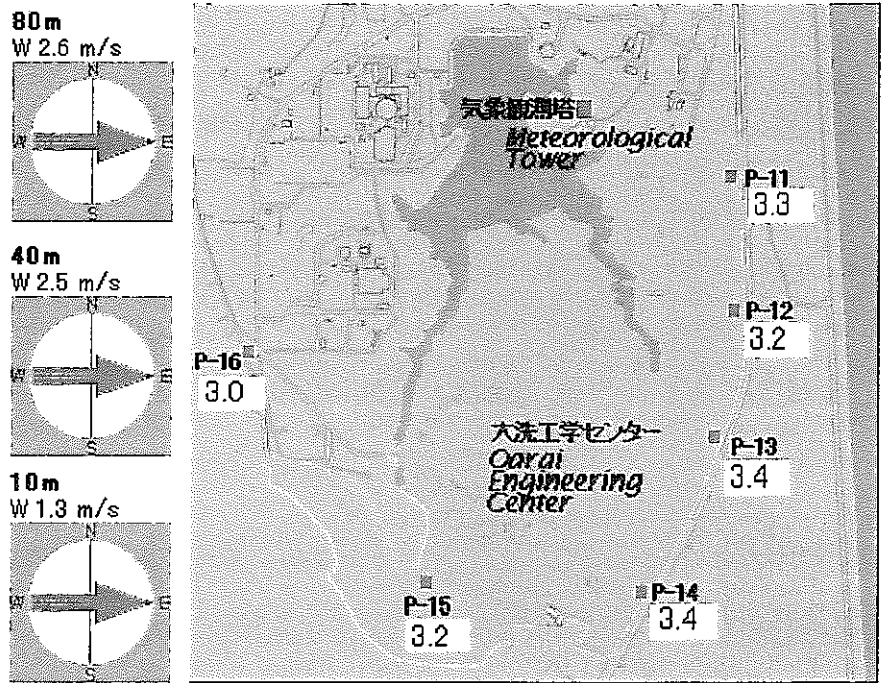 80m
W 2.6 m/s
N
W
E
S
40m
W 2.5 m/s
N
W
E
S
10m
W 1.3 m/s
N
W
E
S
気象観測塔
Meteorological
Tower
P-11
3.3
P-12
3.2
P-16
3.0
大洗工学センター
Oarai
Engineering
Center
P-13
3.4
P-14
3.4
P-15
3.2